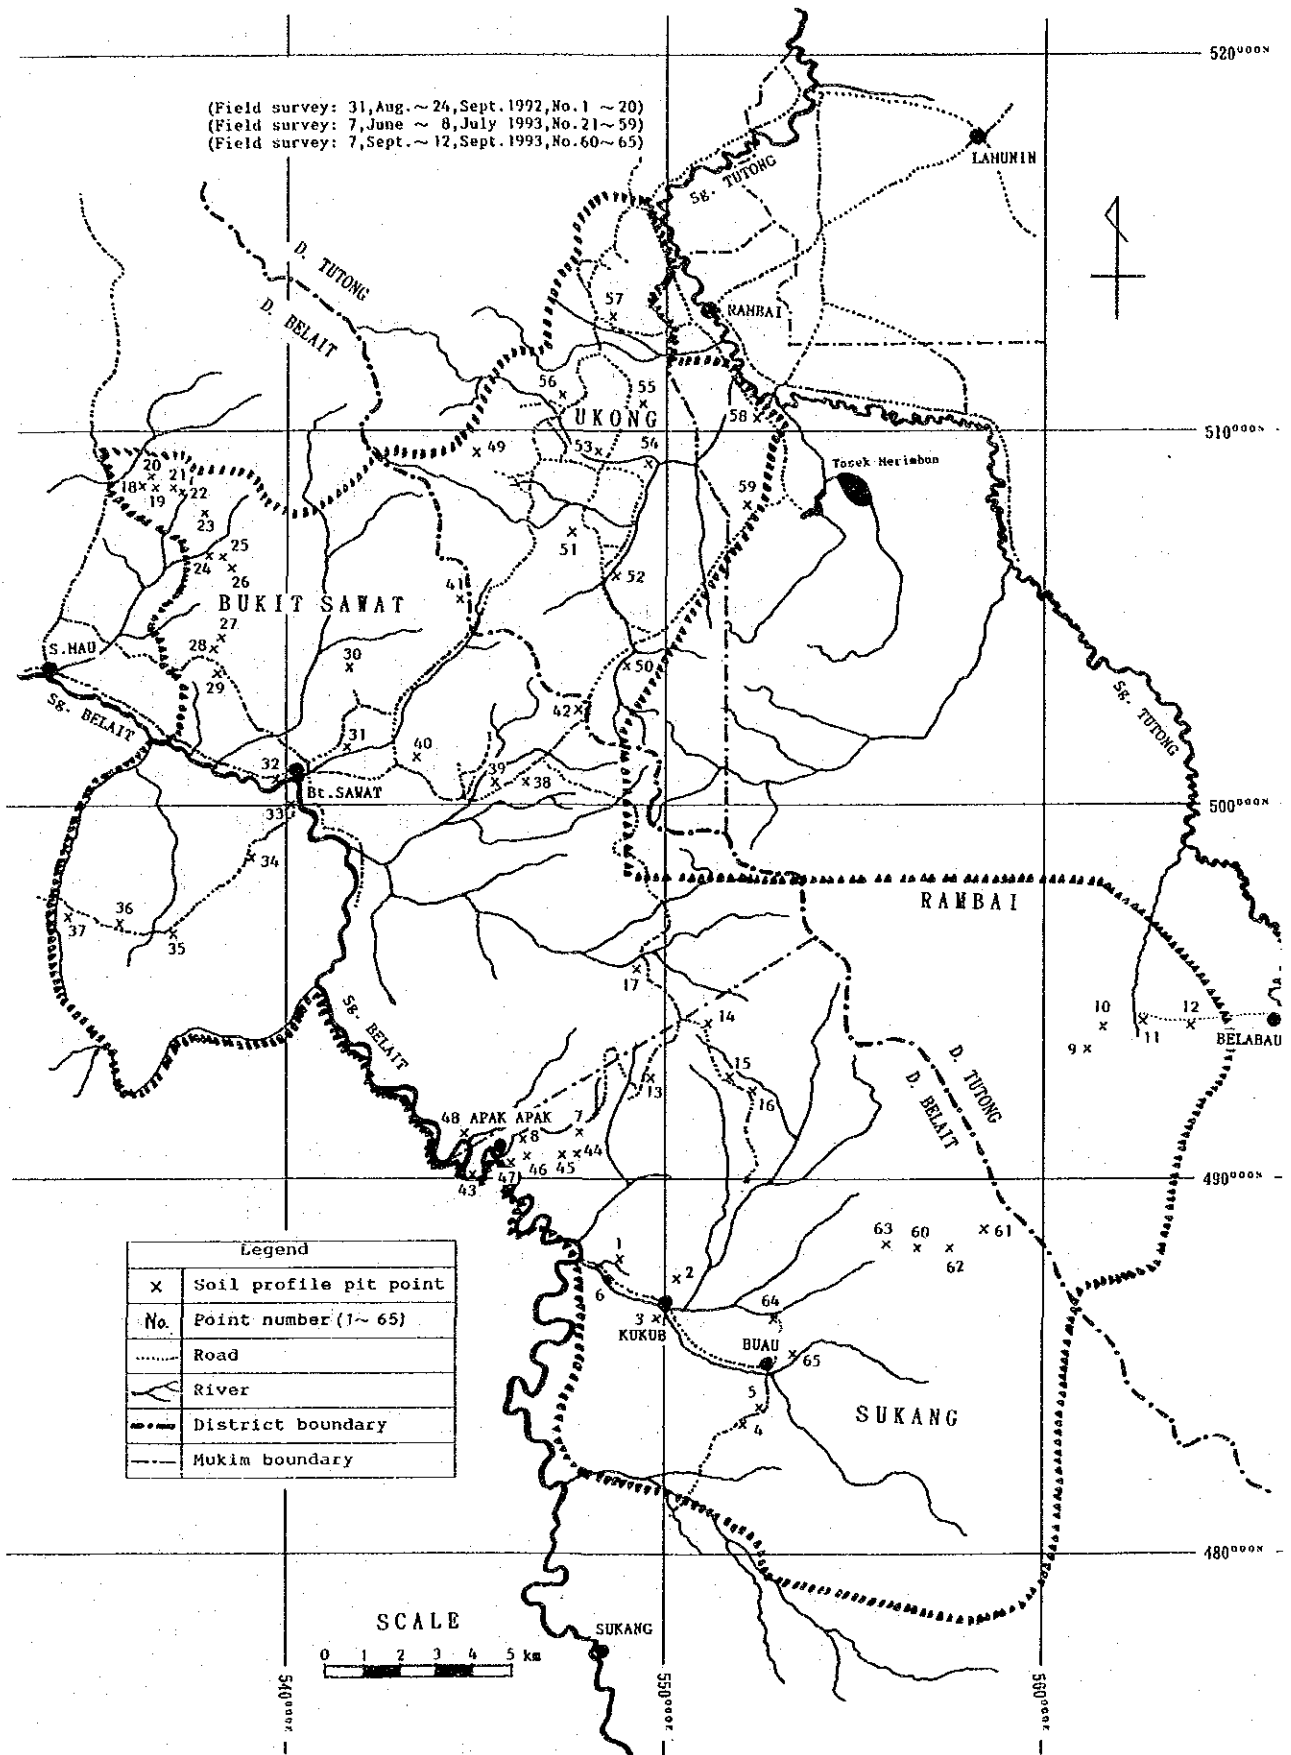 520⁰⁰⁰N
(Field survey: 31,Aug.~24,Sept.1992,No.1 ~20)
(Field survey: 7,June ~ 8,July 1993,No.21~59)
(Field survey: 7,Sept.~12,Sept.1993,No.60~65)
LAMUNIN
Sg. TUTONG
D. TUTONG
D. BELAIT
57
RAMBAI
56
55
UKONG
58
510⁰⁰⁰N
49
53
54
20
21
18
19
22
Tasek Merimbun
59
23
51
24
25
26
52
41
BUKIT SAWAT
27
28
S.MAU
30
50
29
Sg. BELAIT
42
Sg. TUTONG
31
40
32
39
38
Bt.SAWAT
33
500⁰⁰⁰N
34
RAMBAI
36
37
35
17
Sg. BELAIT
14
10
12
11
BELABAU
9
D. TUTONG
D. BELAIT
15
13
16
48 APAK APAK
7
8
44
45
46
47
43
490⁰⁰⁰N
1
63
60
61
62
2
6
64
3
KUKUB
BUAU
65
5
4
SUKANG
Legend
× Soil profile pit point
No. Point number (1~ 65)
Road
River
District boundary
Mukim boundary
480⁰⁰⁰N
SCALE
SUKANG
0 1 2 3 4 5 km
540⁰⁰⁰E
550⁰⁰⁰E
560⁰⁰⁰E